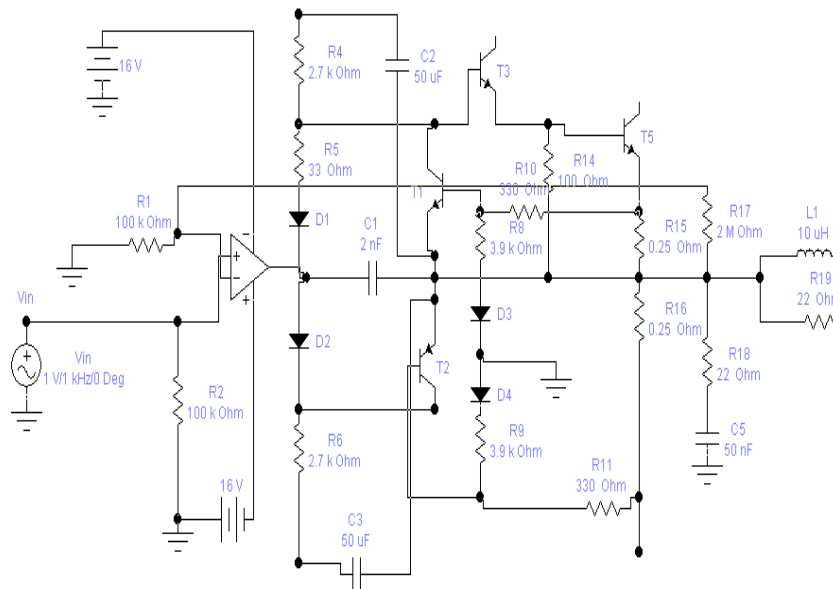 16 V
R4
2.7 k Ohm
C2
50 uF
T3
R5
33 Ohm
T5
R10
330 Ohm
R14
100 Ohm
R1
100 k Ohm
R8
3.9 k Ohm
R15
0.25 Ohm
R17
2 M Ohm
L1
10 uH
D1
C1
2 nF
R19
22 Ohm
Vin
Vin
1 V/1 kHz/0 Deg
D2
T2
D3
R16
0.25 Ohm
R18
22 Ohm
R2
100 k Ohm
D4
R6
2.7 k Ohm
R9
3.9 k Ohm
C5
50 nF
R11
330 Ohm
16 V
C3
50 uF